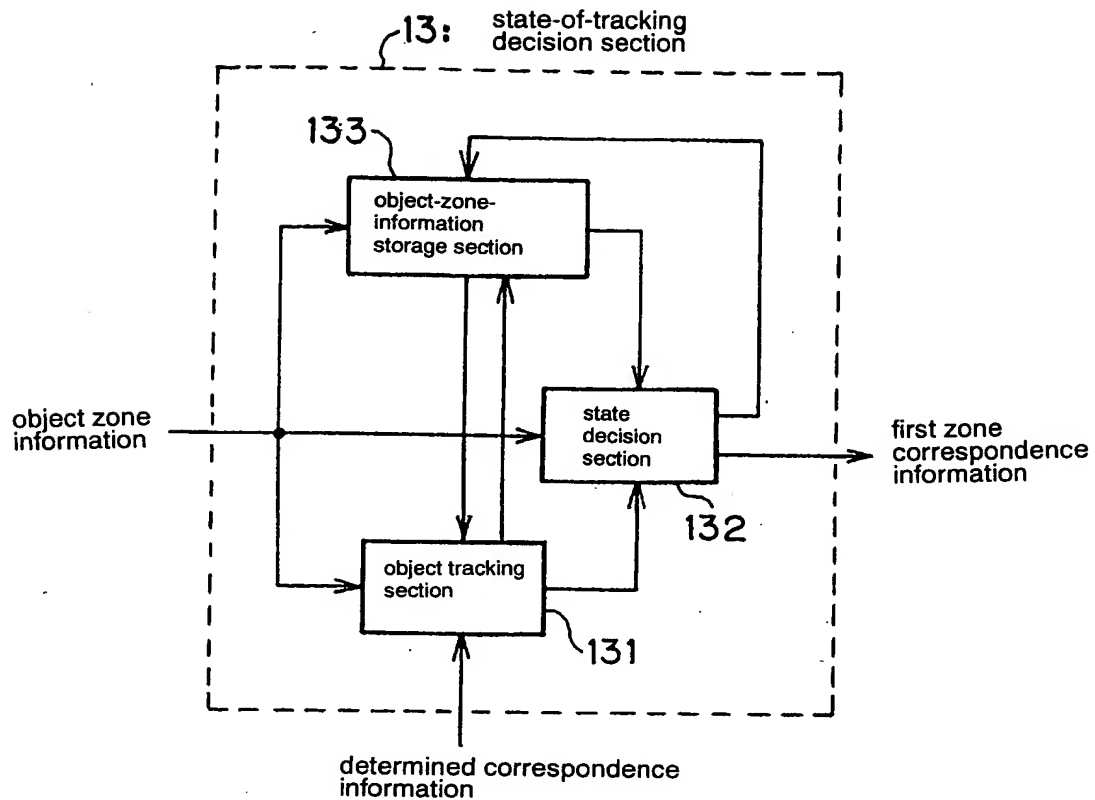 13: state-of-tracking
decision section
133
object-zone-
information
storage section
object zone
information
state
decision
section
first zone
correspondence
information
132
object tracking
section
131
determined correspondence
information